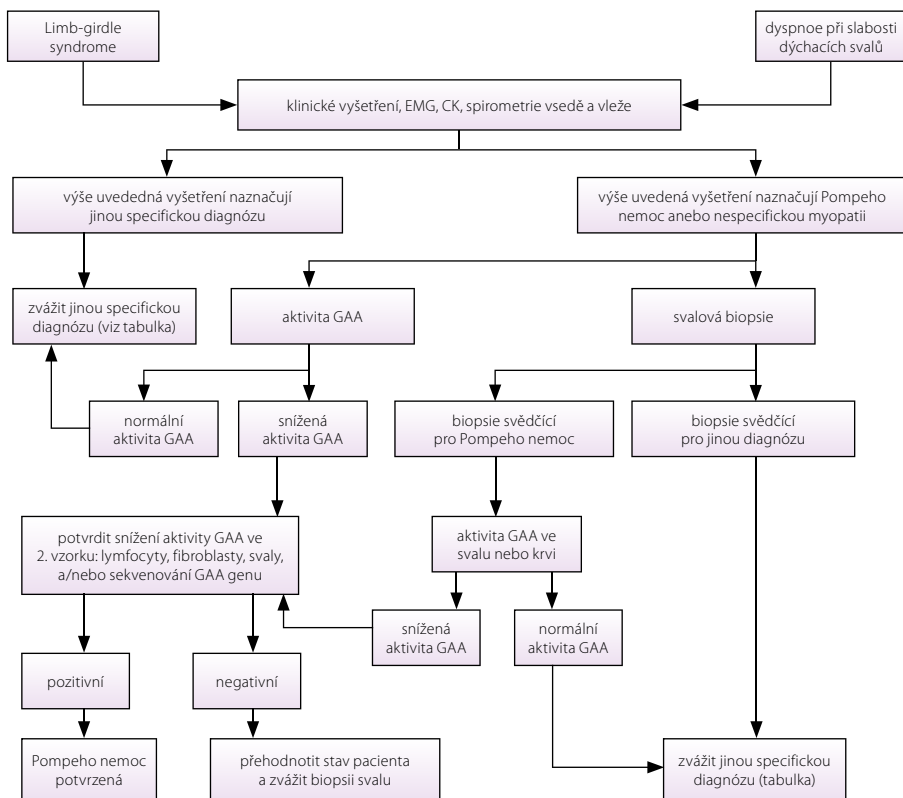 Limb-girdle
syndrome
dyspnoe při slabosti
dýchacích svalů
klinické vyšetření, EMG, CK, spirometrie vsedě a vleže
výše uvededná vyšetření naznačují
jinou specifickou diagnózu
výše uvedená vyšetření naznačují Pompeho
nemoc anebo nespecifickou myopatii
zvážit jinou specifickou
diagnózu (viz tabulka)
aktivita GAA
svalová biopsie
normální
aktivita GAA
snížená
aktivita GAA
biopsie svědčící
pro Pompeho nemoc
biopsie svědčící
pro jinou diagnózu
potvrdit snížení aktivity GAA ve
2. vzorku: lymfocyty, fibroblasty, svaly,
a/nebo sekvenování GAA genu
aktivita GAA ve
svalu nebo krvi
snížená
aktivita GAA
normální
aktivita GAA
pozitivní
negativní
Pompeho nemoc
potvrzená
přehodnotit stav pacienta
a zvážit biopsii svalu
zvážit jinou specifickou
diagnózu (tabulka)